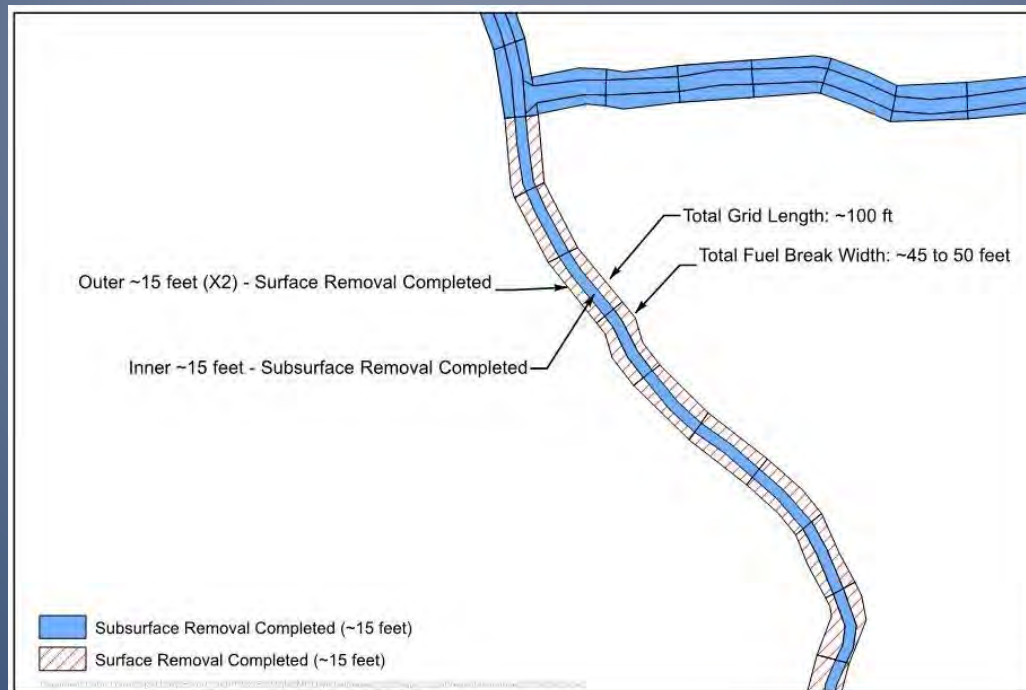 Total Grid Length: ~100 ft
Total Fuel Break Width: ~45 to 50 feet
Outer ~15 feet (X2) - Surface Removal Completed
Inner ~15 feet - Subsurface Removal Completed
Subsurface Removal Completed (~15 feet)
Surface Removal Completed (~15 feet)